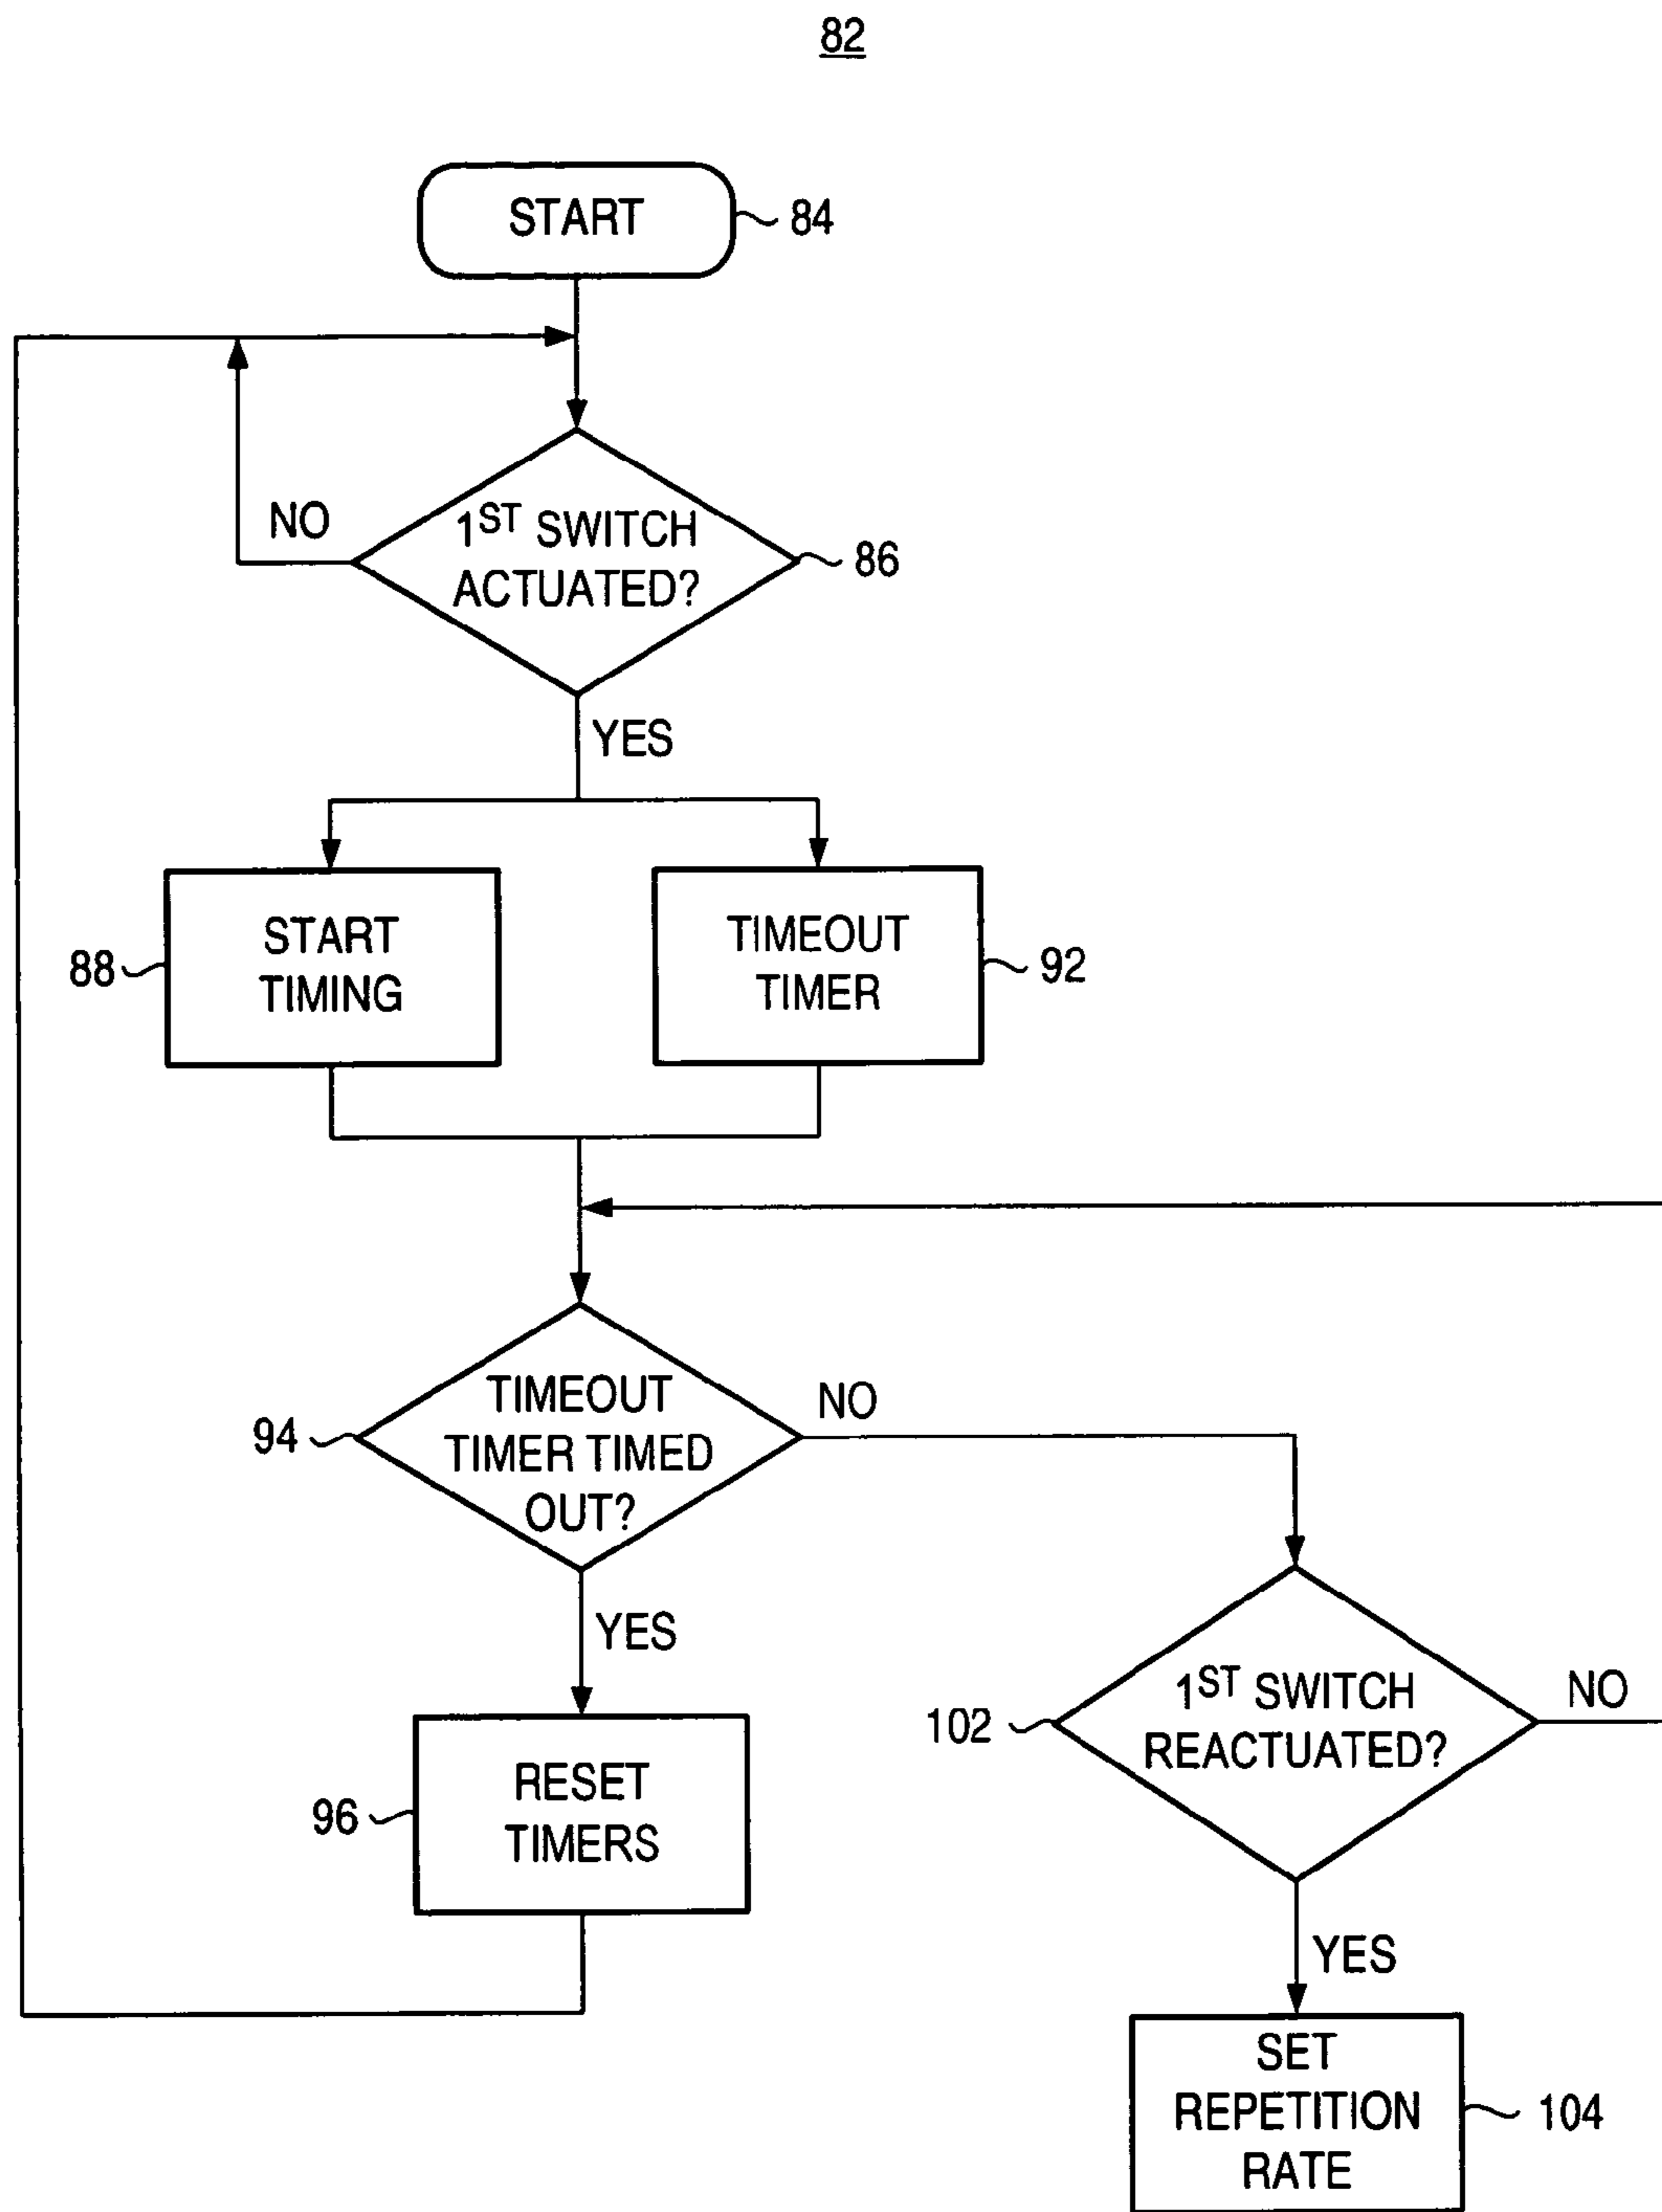 82
START
84
1ST SWITCH
ACTUATED?
86
NO
YES
START
TIMING
88
TIMEOUT
TIMER
92
TIMEOUT
TIMER TIMED
OUT?
94
NO
YES
RESET
TIMERS
96
1ST SWITCH
REACTUATED?
102
NO
YES
SET
REPETITION
RATE
104